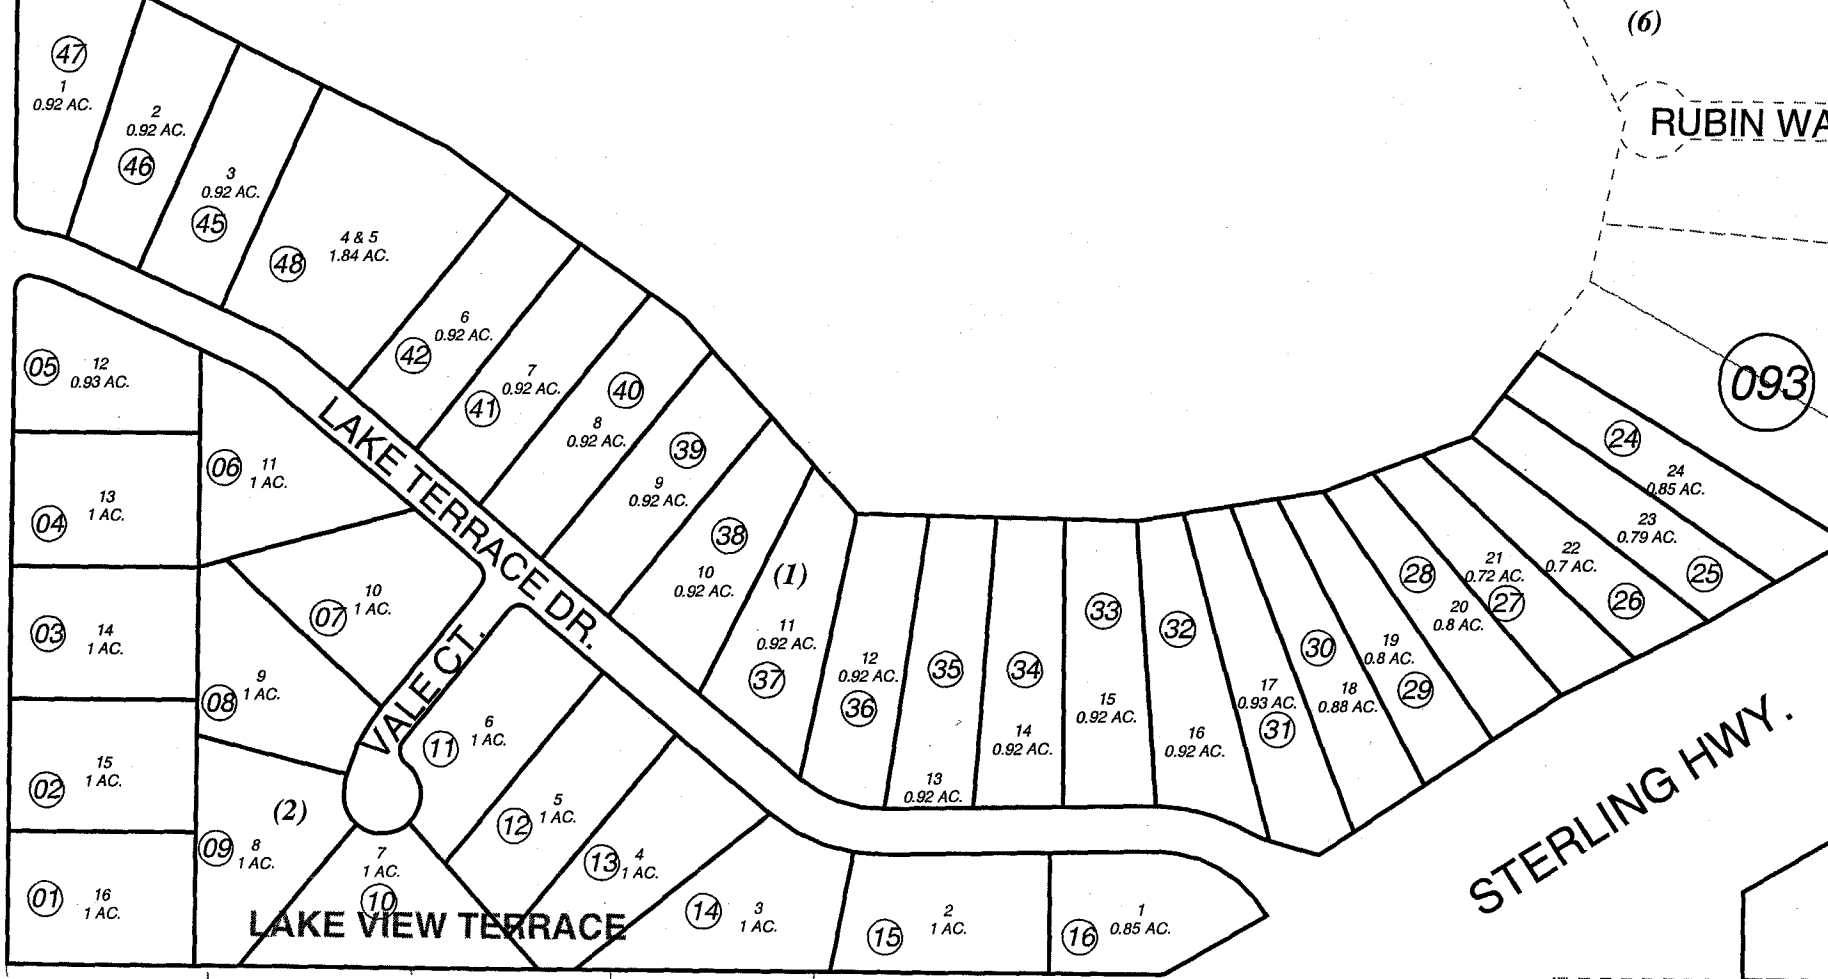 (6)
RUBIN WA
47
1
0.92 AC.
2
0.92 AC.
46
3
0.92 AC.
45
4 & 5
1.84 AC.
48
6
0.92 AC.
42
7
0.92 AC.
41
40
8
0.92 AC.
39
9
0.92 AC.
38
10
0.92 AC.
(1)
11
0.92 AC.
37
12
0.92 AC.
36
35
13
0.92 AC.
34
14
0.92 AC.
33
15
0.92 AC.
32
16
0.92 AC.
17
0.93 AC.
31
30
18
0.88 AC.
19
0.8 AC.
29
28
20
0.8 AC.
21
0.72 AC.
27
22
0.7 AC.
26
23
0.79 AC.
25
24
24
0.85 AC.
093
LAKE TERRACE DR.
VALE CT.
STERLING HWY.
05
12
0.93 AC.
04
13
1 AC.
03
14
1 AC.
02
15
1 AC.
01
16
1 AC.
06
11
1 AC.
07
10
1 AC.
08
9
1 AC.
(2)
09
8
1 AC.
7
1 AC.
10
11
6
1 AC.
12
5
1 AC.
13
4
1 AC.
14
3
1 AC.
15
2
1 AC.
16
1
0.85 AC.
LAKE VIEW TERRACE